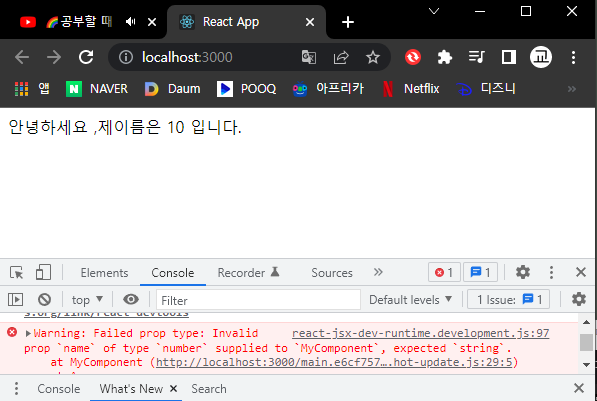 공부할 때
React App
localhost:3000
앱
NAVER
Daum
POOQ
아프리카
Netflix
디즈니
»
안녕하세요 ,제이름은 10 입니다.
Elements
Console
Recorder
Sources
»
1
1
top
Filter
Default levels
1 Issue:
1
s.org/link/react-devtools
Warning: Failed prop type: Invalid
react-jsx-dev-runtime.development.js:97
prop `name` of type `number` supplied to `MyComponent`, expected `string`.
at MyComponent (http://localhost:3000/main.e6cf757….hot-update.js:29:5)
Console
What's New
Search